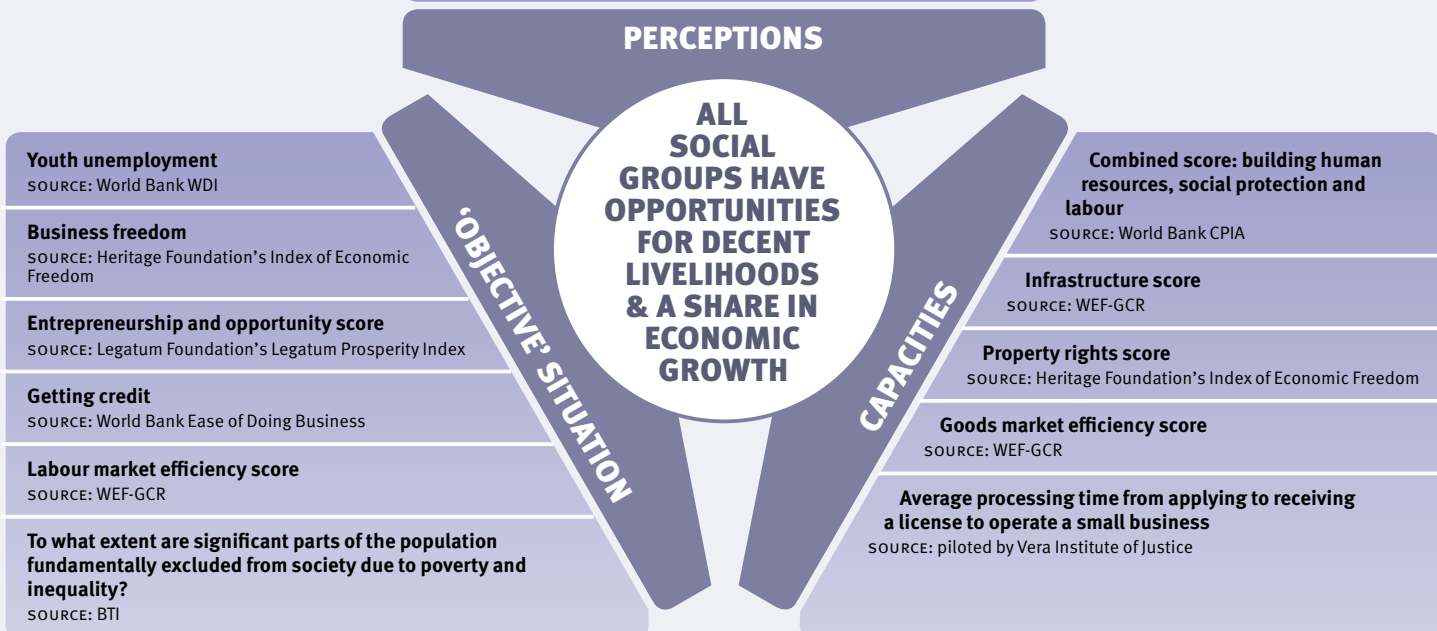 PERCEPTIONS
ALL
SOCIAL
GROUPS HAVE
OPPORTUNITIES
FOR DECENT
LIVELIHOODS
& A SHARE IN
ECONOMIC
GROWTH
‘OBJECTIVE’ SITUATION
Youth unemployment
SOURCE: World Bank WDI
Business freedom
SOURCE: Heritage Foundation’s Index of Economic
Freedom
Entrepreneurship and opportunity score
SOURCE: Legatum Foundation’s Legatum Prosperity Index
Getting credit
SOURCE: World Bank Ease of Doing Business
Labour market efficiency score
SOURCE: WEF-GCR
To what extent are significant parts of the population
fundamentally excluded from society due to poverty and
inequality?
SOURCE: BTI
CAPACITIES
Combined score: building human
resources, social protection and
labour
SOURCE: World Bank CPIA
Infrastructure score
SOURCE: WEF-GCR
Property rights score
SOURCE: Heritage Foundation’s Index of Economic Freedom
Goods market efficiency score
SOURCE: WEF-GCR
Average processing time from applying to receiving
a license to operate a small business
SOURCE: piloted by Vera Institute of Justice